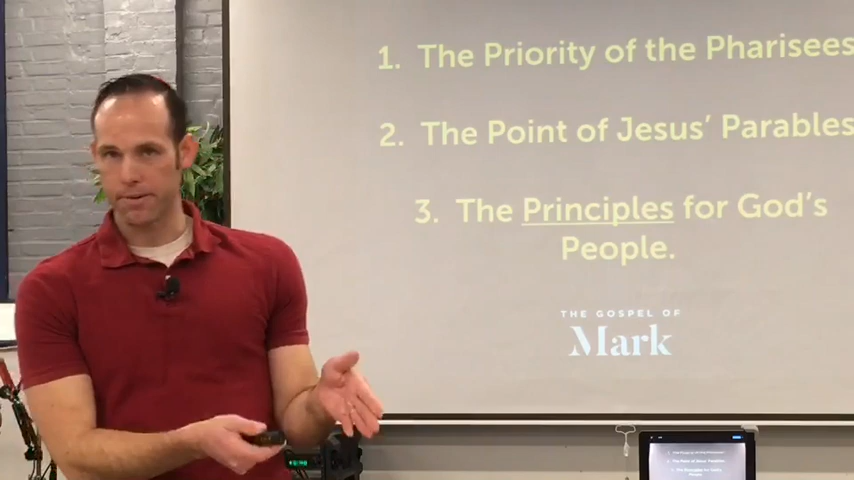 1. The Priority of the Pharisees
2. The Point of Jesus’ Parables
3. The Principles for God’s
People.
THE GOSPEL OF
Mark